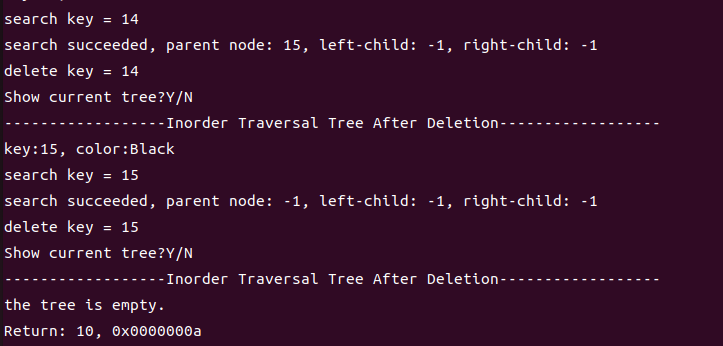 search key = 14
search succeeded, parent node: 15, left-child: -1, right-child: -1
delete key = 14
Show current tree?Y/N
------------------Inorder Traversal Tree After Deletion------------------
key:15, color:Black
search key = 15
search succeeded, parent node: -1, left-child: -1, right-child: -1
delete key = 15
Show current tree?Y/N
------------------Inorder Traversal Tree After Deletion------------------
the tree is empty.
Return: 10, 0x0000000a